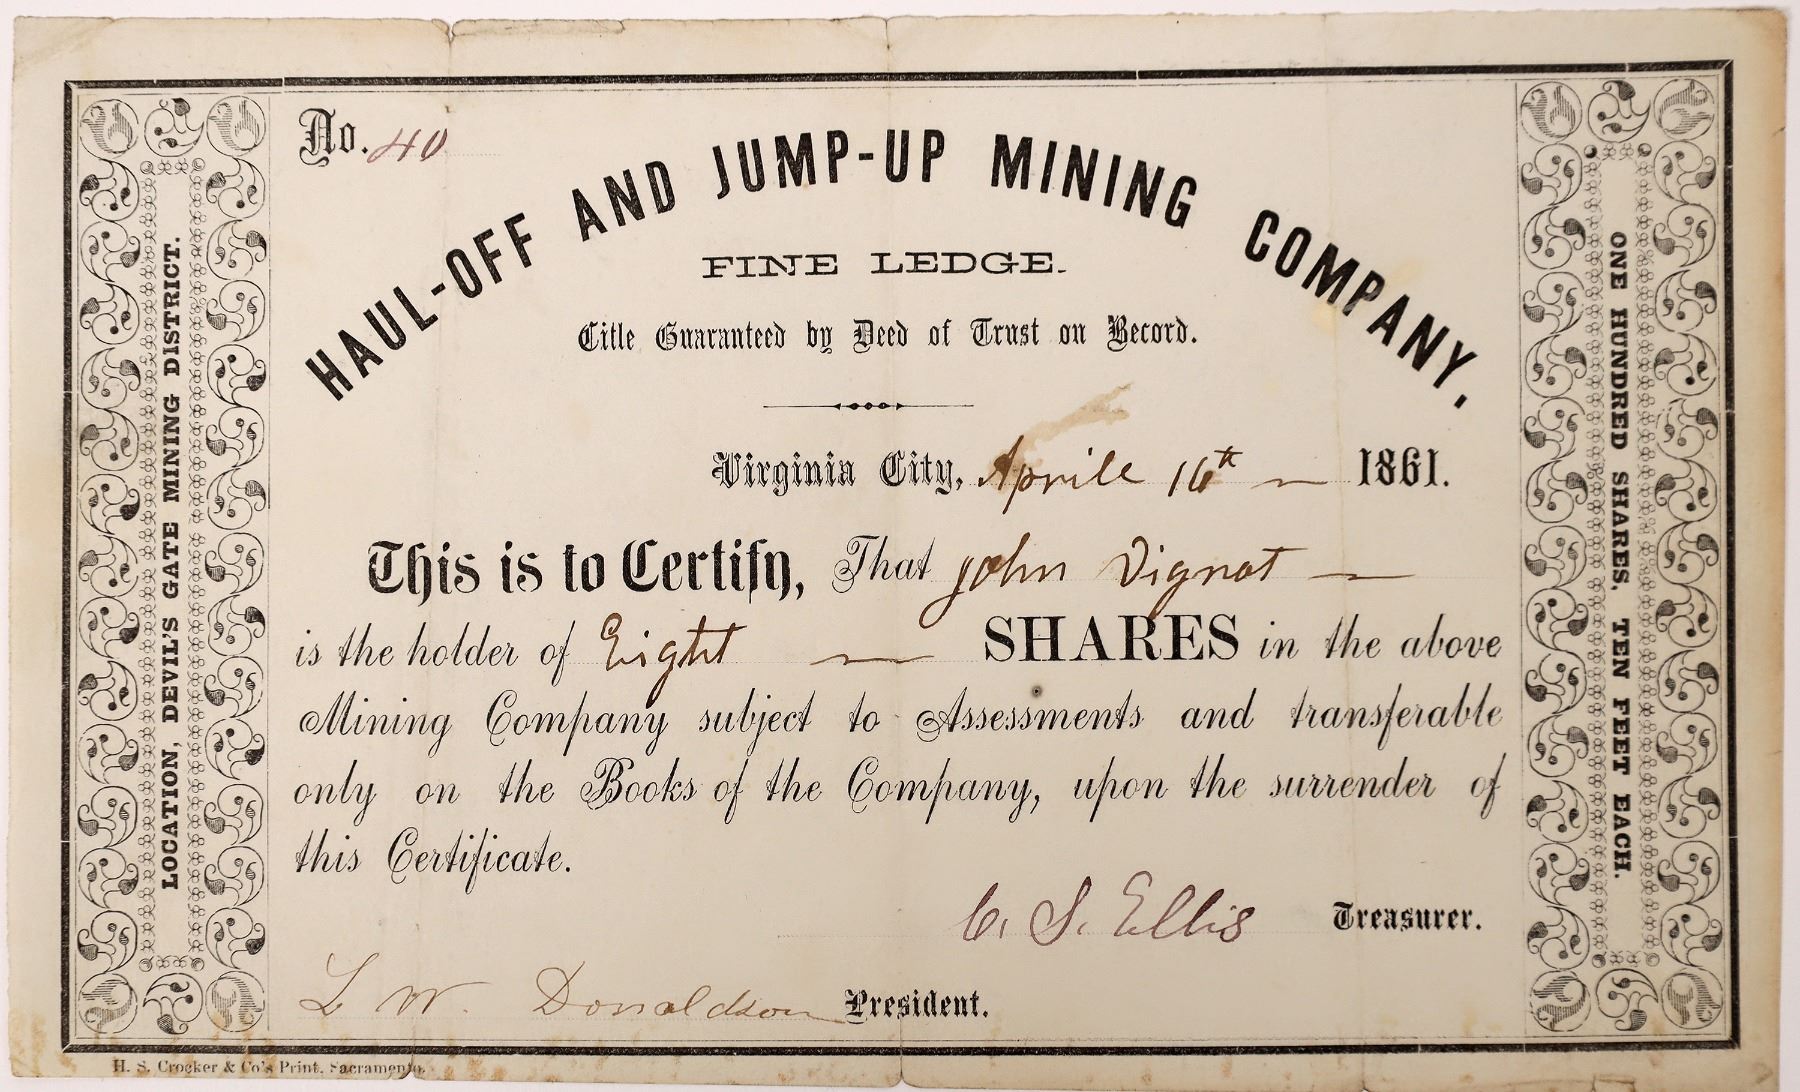 No. 40
HAUL-OFF AND JUMP-UP MINING COMPANY.
FINE LEDGE.
Title Guaranteed by Deed of Trust on Record.
Virginia City, Aprill 16th 1861.
This is to Certify, That John Vignot
is the holder of Eight SHARES in the above
Mining Company subject to Assessments and transferable
only on the Books of the Company, upon the surrender of
this Certificate.
C. S. Ellis Treasurer.
L W. Donaldson President.
LOCATION, DEVIL'S GATE MINING DISTRICT.
ONE HUNDRED SHARES, TEN FEET EACH.
H. S. Crocker & Co's Print, Sacramento.